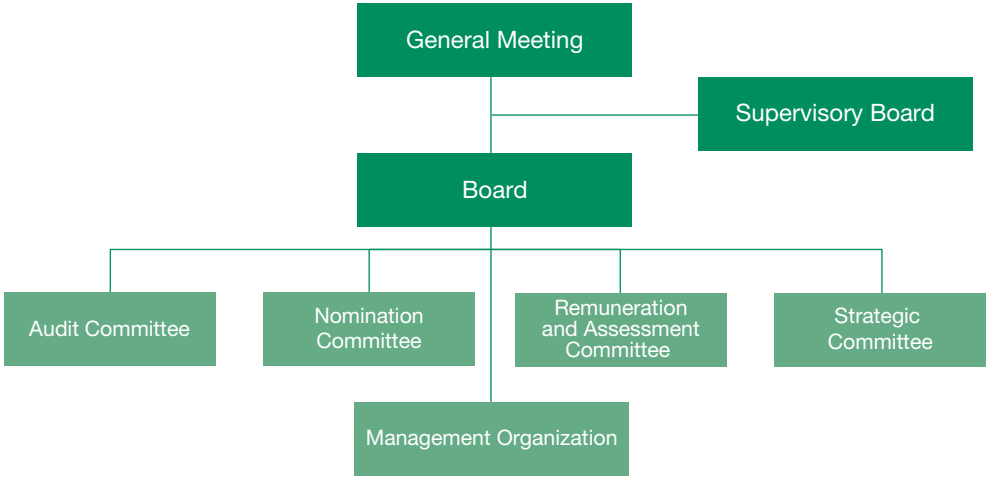 General Meeting
Supervisory Board
Board
Audit Committee
Nomination
Committee
Remuneration
and Assessment
Committee
Strategic
Committee
Management Organization